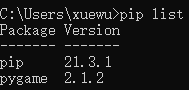 C:\Users\xuewu>pip list
Package Version
------- -------
pip     21.3.1
pygame  2.1.2